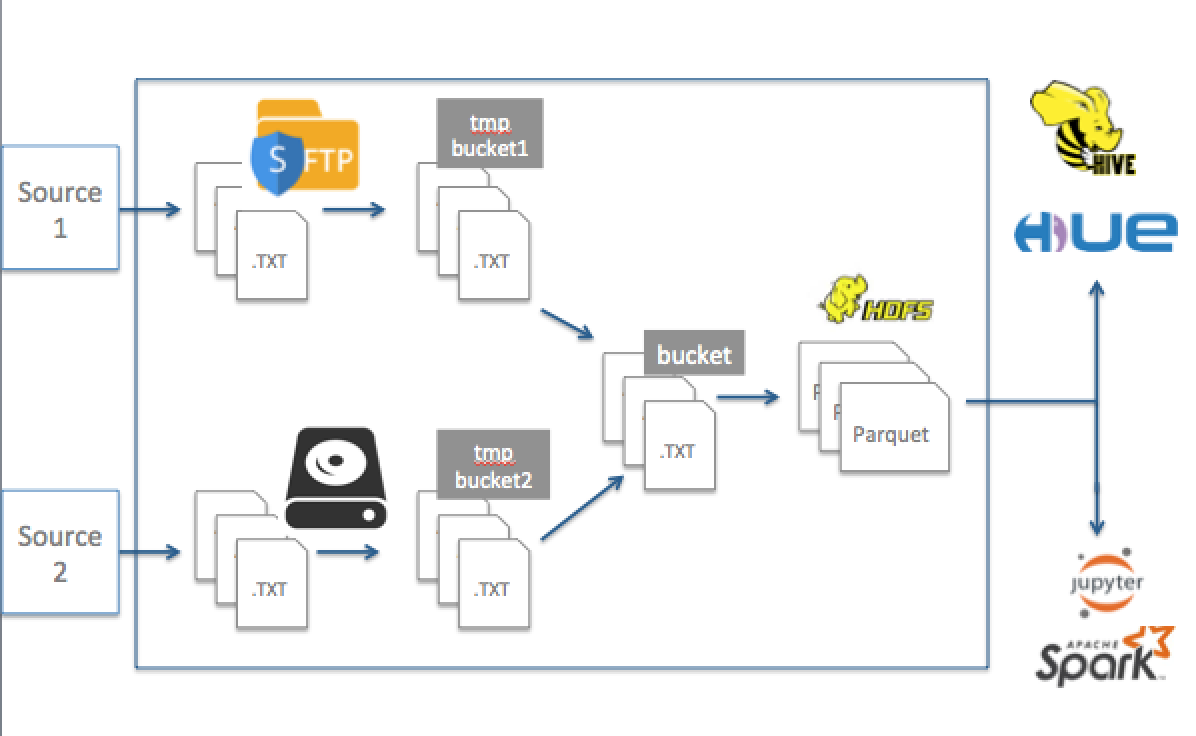 Source
1
S
FTP
.TXT
tmp
bucket1
.TXT
Source
2
.TXT
tmp
bucket2
.TXT
bucket
.TXT
HDFS
P
P
Parquet
HIVE
HUE
jupyter
APACHE
Spark